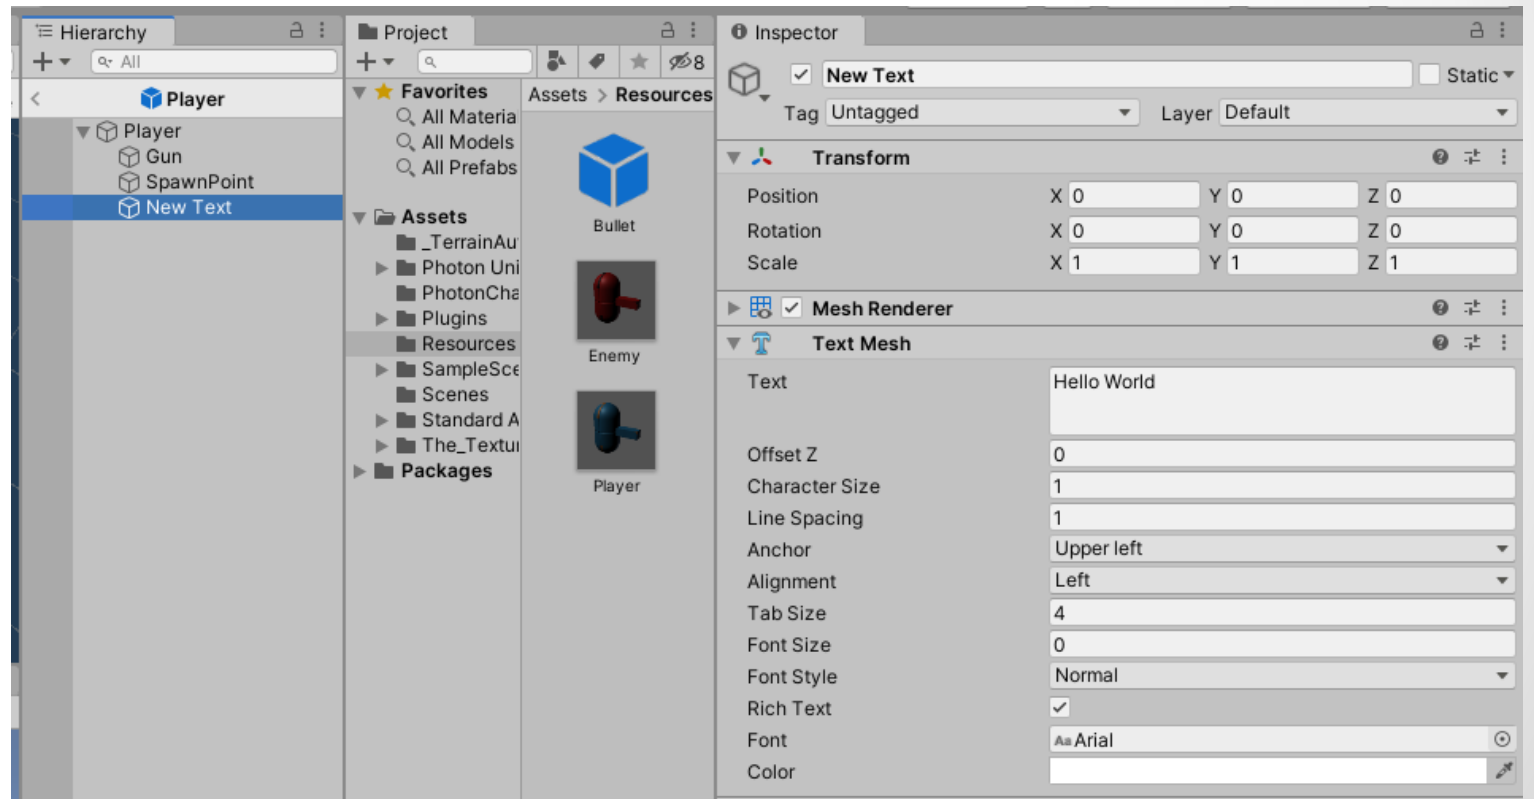 Hierarchy
All
Player
Player
Gun
SpawnPoint
New Text
Project
8
Favorites
All Materia
All Models
All Prefabs
Assets
_TerrainAu
Photon Uni
PhotonCha
Plugins
Resources
SampleSce
Scenes
Standard A
The_Textur
Packages
Assets > Resources
Bullet
Enemy
Player
Inspector
New Text
Static
Tag Untagged Layer Default
Transform
Position X 0 Y 0 Z 0
Rotation X 0 Y 0 Z 0
Scale X 1 Y 1 Z 1
Mesh Renderer
Text Mesh
Text Hello World
Offset Z 0
Character Size 1
Line Spacing 1
Anchor Upper left
Alignment Left
Tab Size 4
Font Size 0
Font Style Normal
Rich Text
Font Aa Arial
Color